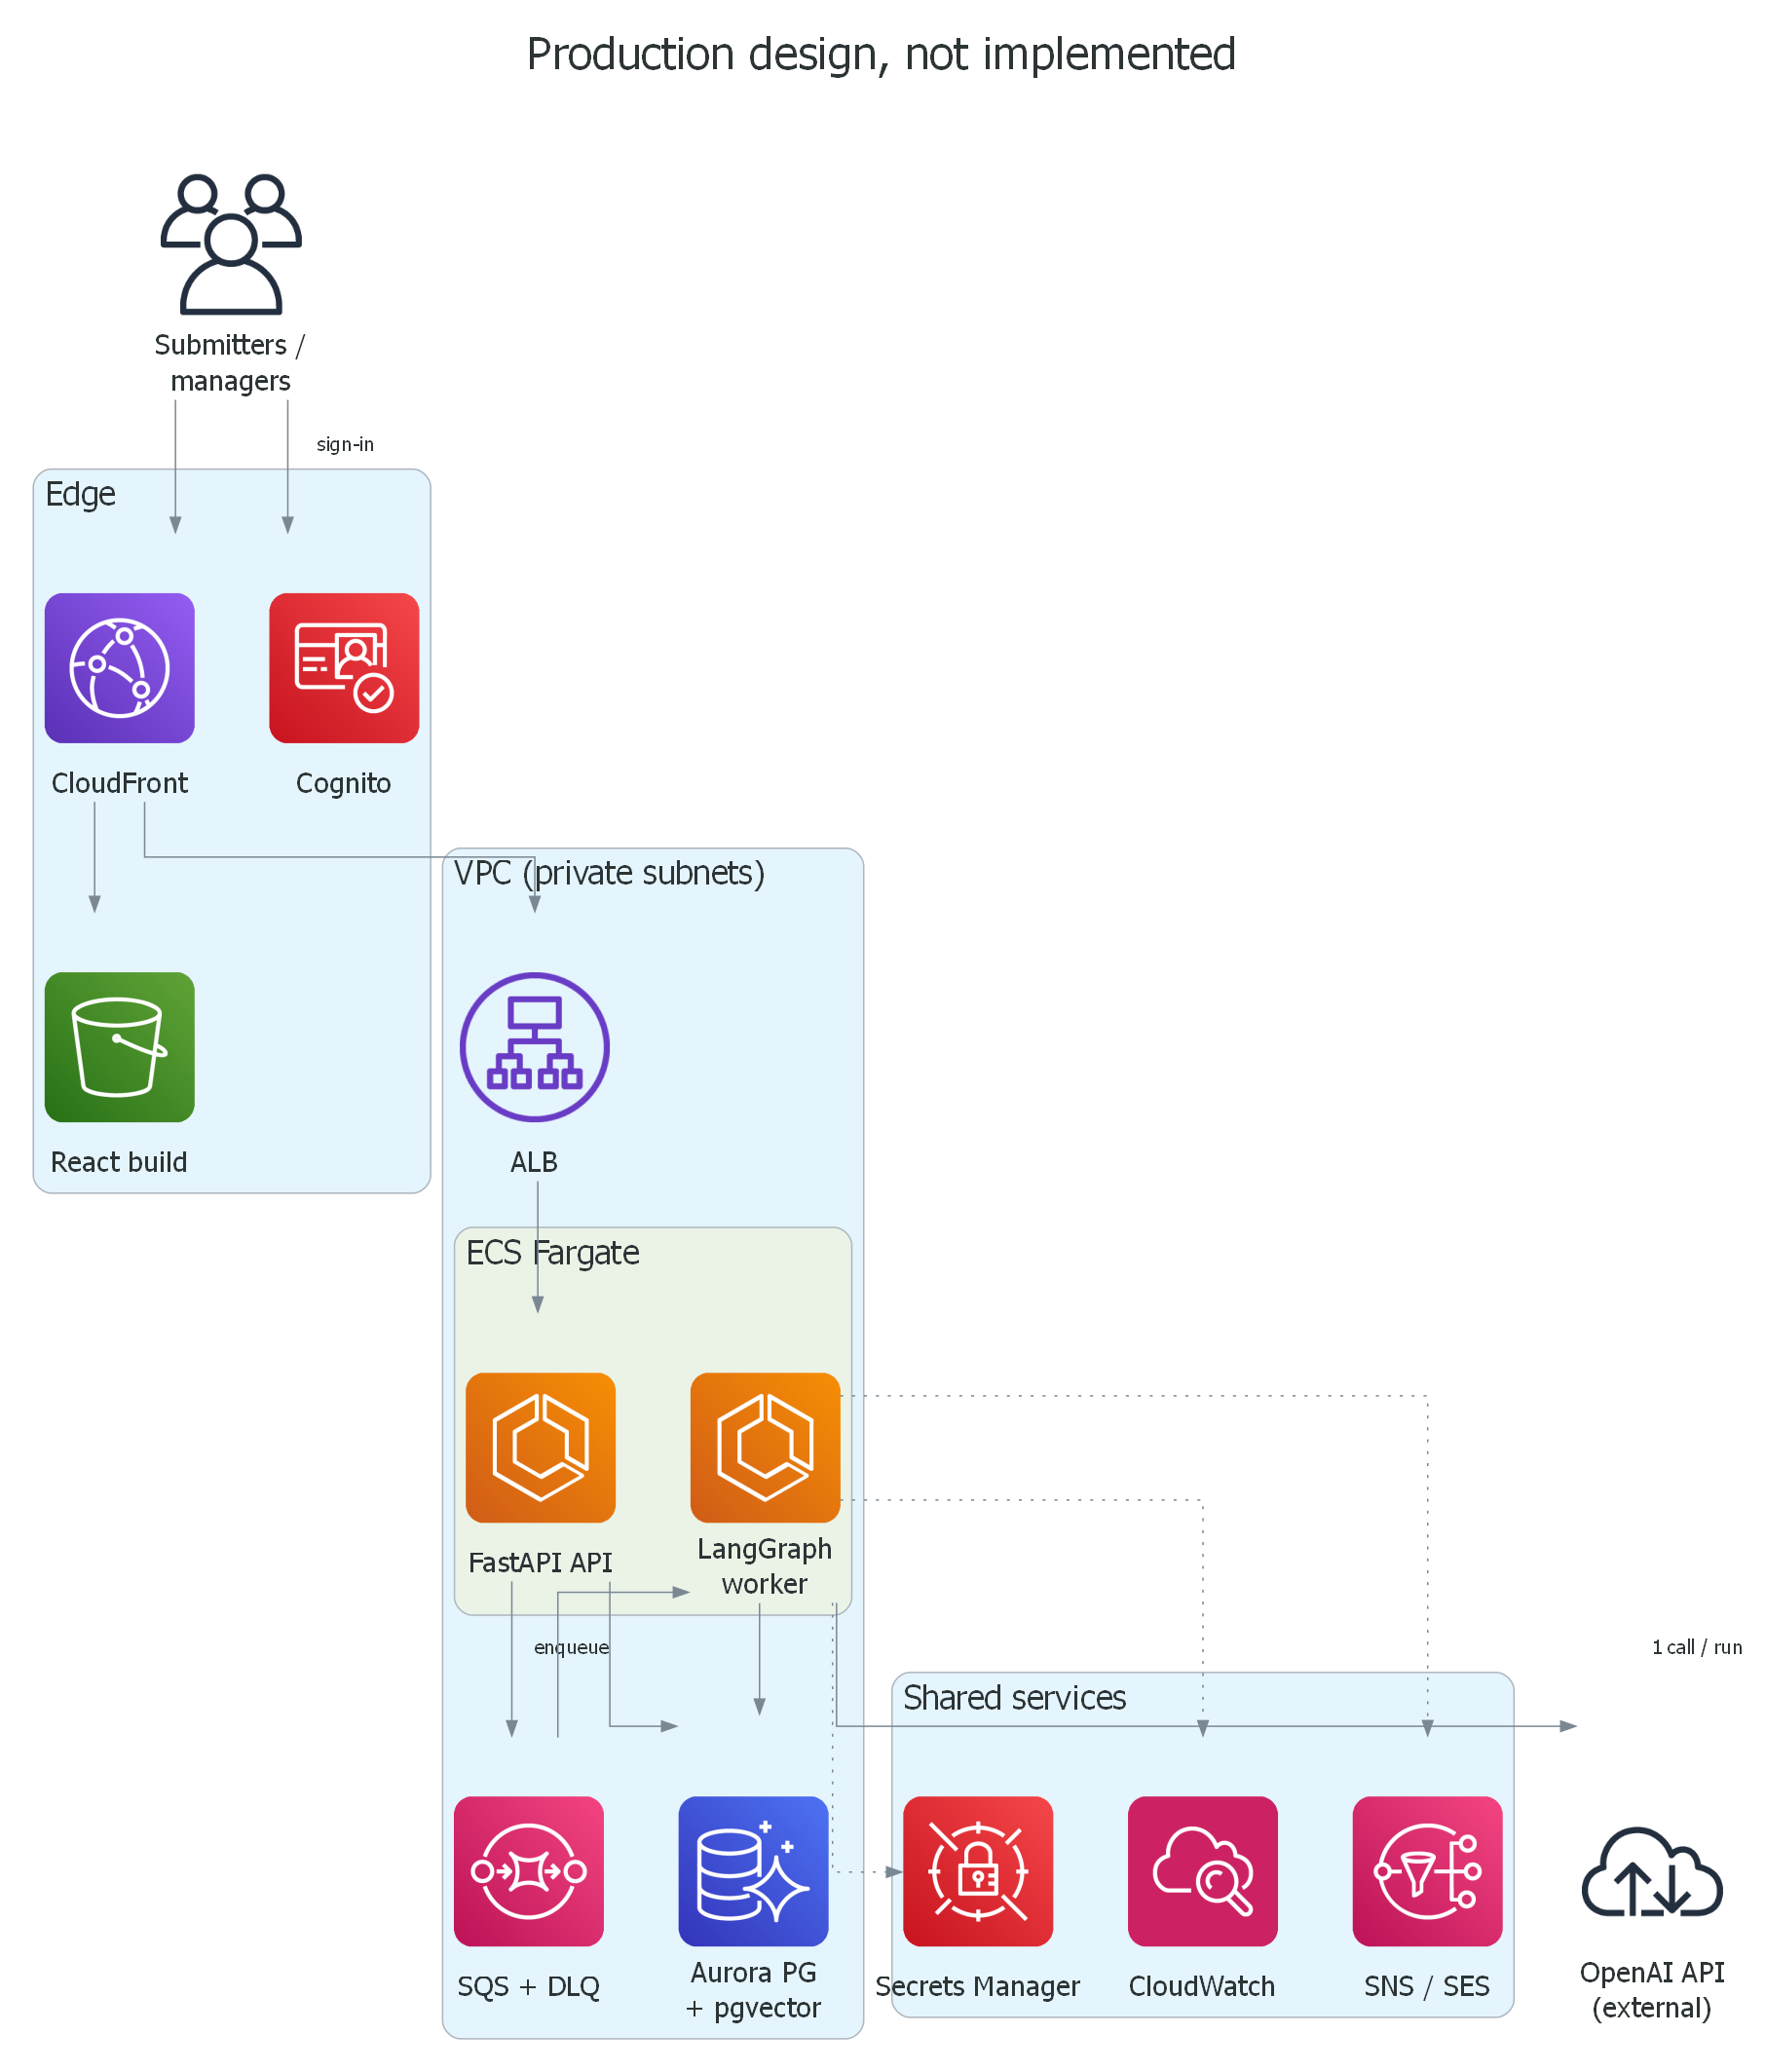 Production design, not implemented
Submitters /
managers
sign-in
Edge
CloudFront
Cognito
VPC (private subnets)
React build
ALB
ECS Fargate
FastAPI API
LangGraph
worker
enqueue
1 call / run
Shared services
SQS + DLQ
Aurora PG
+ pgvector
Secrets Manager
CloudWatch
SNS / SES
OpenAI API
(external)